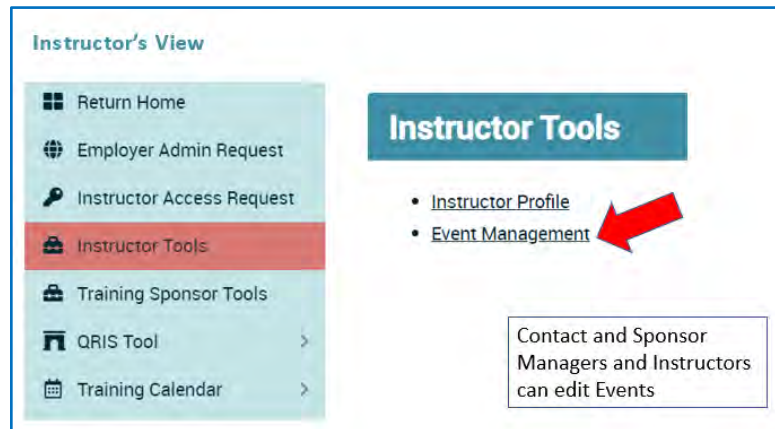 Instructor's View
Return Home
Employer Admin Request
Instructor Access Request
Instructor Tools
Training Sponsor Tools
QRIS Tool
Training Calendar
Instructor Tools
• Instructor Profile
• Event Management
Contact and Sponsor
Managers and Instructors
can edit Events